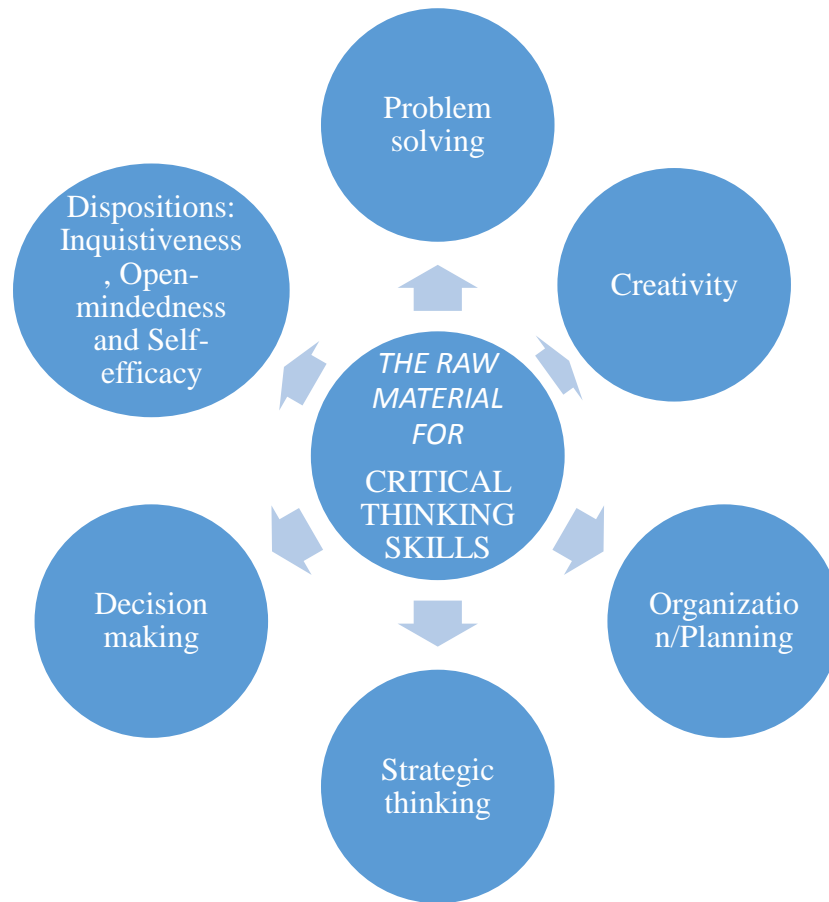 Problem
solving
Dispositions:
Inquistiveness
, Open-
mindedness
and Self-
efficacy
Creativity
THE RAW
MATERIAL
FOR
CRITICAL
THINKING
SKILLS
Decision
making
Organizatio
n/Planning
Strategic
thinking